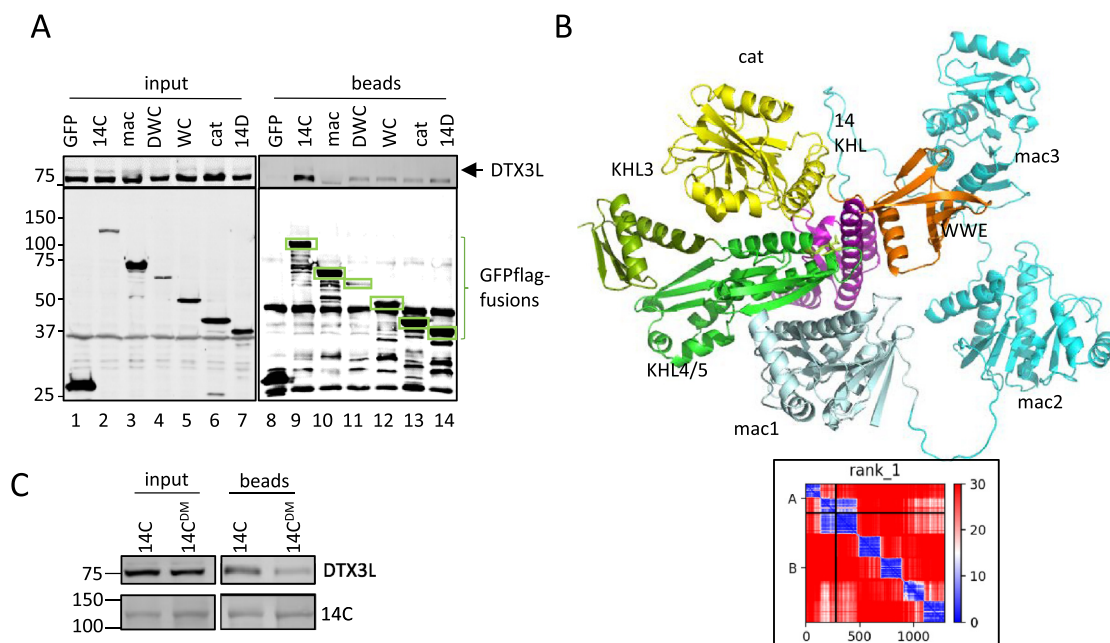 A
input
beads
GFP 14C mac DWC WC cat 14D
GFP 14C mac DWC WC cat 14D
75
DTX3L
150
100
75
50
37
25
GFPflag-
fusions
1 2 3 4 5 6 7 8 9 10 11 12 13 14
B
cat
14
KHL
mac3
KHL3
WWE
KHL4/5
mac1
mac2
rank_1
A
B
0 500 1000
30
20
10
0
C
input
beads
14C 14C^DM 14C 14C^DM
75
DTX3L
150
100
14C